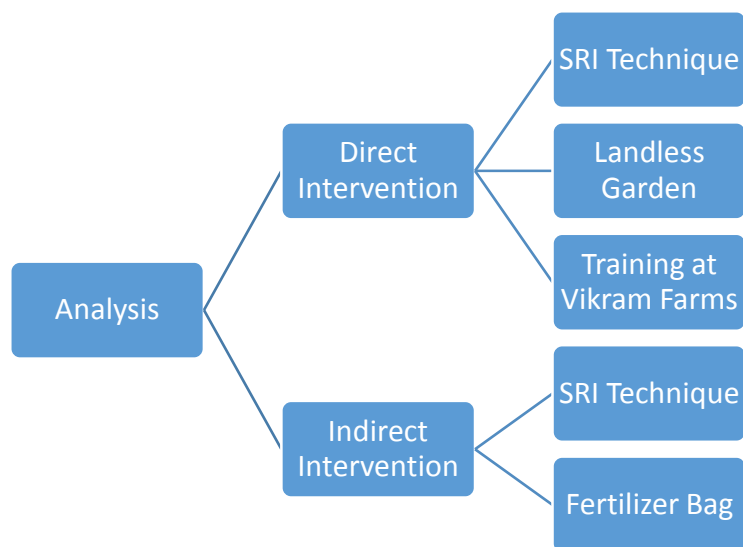 Analysis
Direct
Intervention
SRI Technique
Landless
Garden
Training at
Vikram Farms
Indirect
Intervention
SRI Technique
Fertilizer Bag